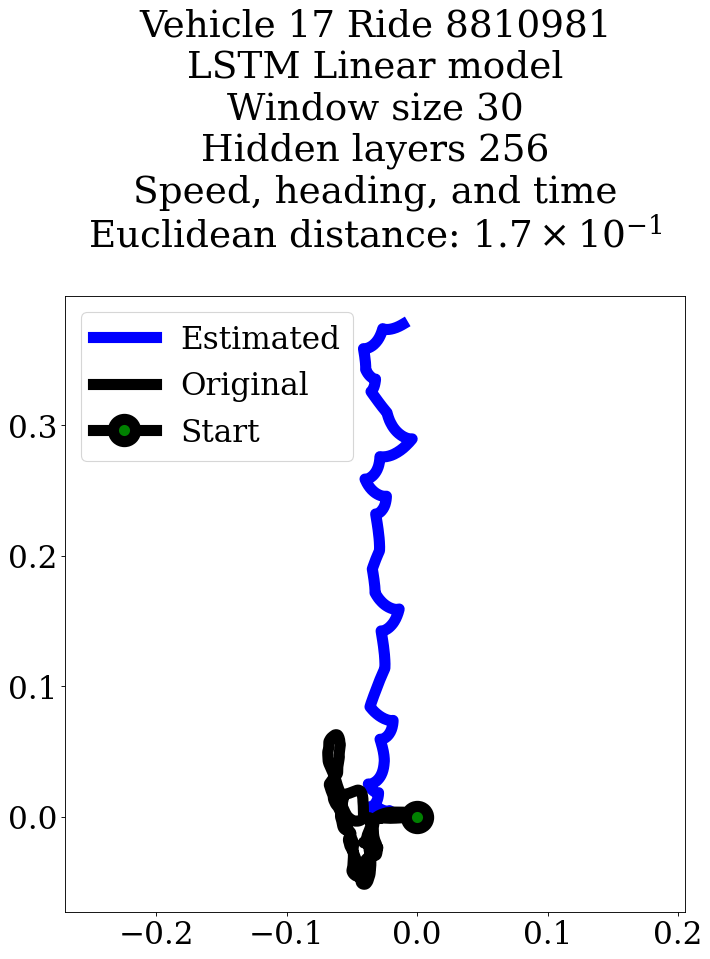 Vehicle 17 Ride 8810981
LSTM Linear model
Window size 30
Hidden layers 256
Speed, heading, and time
Euclidean distance: 1.7 × 10⁻¹
Estimated
Original
Start
0.3
0.2
0.1
0.0
−0.2 −0.1 0.0 0.1 0.2